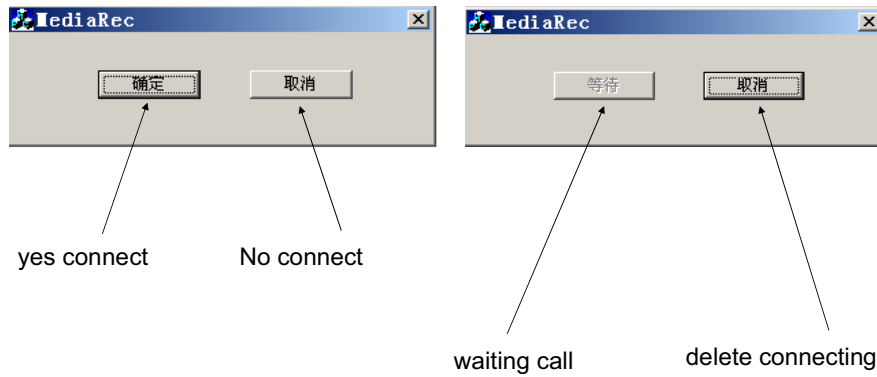 MediaRec
确定
取消
yes connect
No connect
MediaRec
等待
取消
waiting call
delete connecting